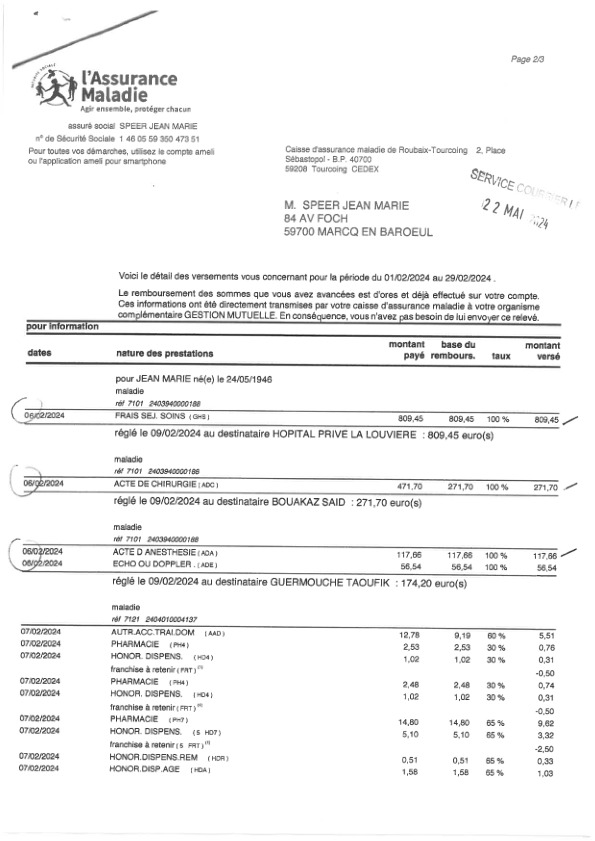 Page 2/3
SECURITE SOCIALE
l'Assurance
Maladie
Agir ensemble, protéger chacun
assuré social SPEER JEAN MARIE
n° de Sécurité Sociale 1 46 05 59 350 473 51
Pour toutes vos démarches, utilisez le compte ameli
ou l'application ameli pour smartphone
Caisse d'assurance maladie de Roubaix-Tourcoing 2, Place
Sébastopol - B.P. 40700
59208 Tourcoing CEDEX
SERVICE COURRIER
22 MAI 2024
M. SPEER JEAN MARIE
84 AV FOCH
59700 MARCQ EN BAROEUL
Voici le détail des versements vous concernant pour la période du 01/02/2024 au 29/02/2024 .
Le remboursement des sommes que vous avez avancées est d'ores et déjà effectué sur votre compte.
Ces informations ont été directement transmises par votre caisse d'assurance maladie à votre organisme
complémentaire GESTION MUTUELLE. En conséquence, vous n'avez pas besoin de lui envoyer ce relevé.
pour information
dates nature des prestations montant payé base du rembours. taux montant versé
pour JEAN MARIE né(e) le 24/05/1946
maladie
réf 7101 2403940000188
06/02/2024 FRAIS SEJ. SOINS (GHS) 809,45 809,45 100 % 809,45
réglé le 09/02/2024 au destinataire HOPITAL PRIVE LA LOUVIERE : 809,45 euro(s)
maladie
réf 7101 2403940000188
06/02/2024 ACTE DE CHIRURGIE (ADC) 471,70 271,70 100 % 271,70
réglé le 09/02/2024 au destinataire BOUAKAZ SAID : 271,70 euro(s)
maladie
réf 7101 2403940000188
06/02/2024 ACTE D ANESTHESIE (ADA) 117,66 117,66 100 % 117,66
06/02/2024 ECHO OU DOPPLER . (ADE) 56,54 56,54 100 % 56,54
réglé le 09/02/2024 au destinataire GUERMOUCHE TAOUFIK : 174,20 euro(s)
maladie
réf 7121 2404010004137
07/02/2024 AUTR.ACC.TRAI.DOM (AAD) 12,78 9,19 60 % 5,51
07/02/2024 PHARMACIE (PH4) 2,53 2,53 30 % 0,76
07/02/2024 HONOR. DISPENS. (HD4) 1,02 1,02 30 % 0,31
franchise à retenir (FRT) -0,50
07/02/2024 PHARMACIE (PH4) 2,48 2,48 30 % 0,74
07/02/2024 HONOR. DISPENS. (HD4) 1,02 1,02 30 % 0,31
franchise à retenir (FRT) -0,50
07/02/2024 PHARMACIE (PH7) 14,80 14,80 65 % 9,62
07/02/2024 HONOR. DISPENS. (5 HD7) 5,10 5,10 65 % 3,32
franchise à retenir (5 FRT) -2,50
07/02/2024 HONOR.DISPENS.REM (HDR) 0,51 0,51 65 % 0,33
07/02/2024 HONOR.DISP.AGE (HDA) 1,58 1,58 65 % 1,03